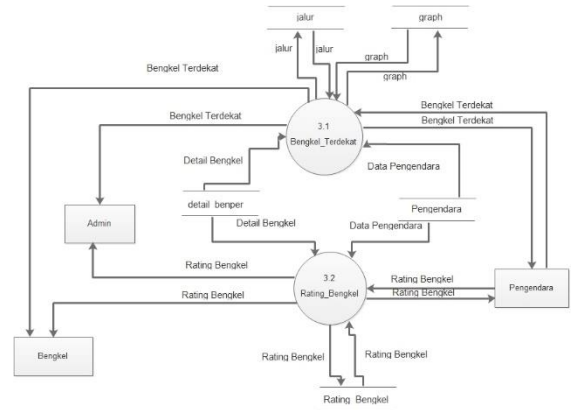 jalur
graph
jalur
jalur
graph
graph
Bengkel Terdekat
Bengkel Terdekat
Bengkel Terdekat
Bengkel Terdekat
3.1
Bengkel_Terdekat
Detail Bengkel
Data Pengendara
detail benper
Pengendara
Admin
Detail Bengkel
Data Pengendara
Rating Bengkel
3.2
Rating_Bengkel
Rating Bengkel
Rating Bengkel
Rating Bengkel
Pengendara
Bengkel
Rating Bengkel
Rating Bengkel
Rating_Bengkel